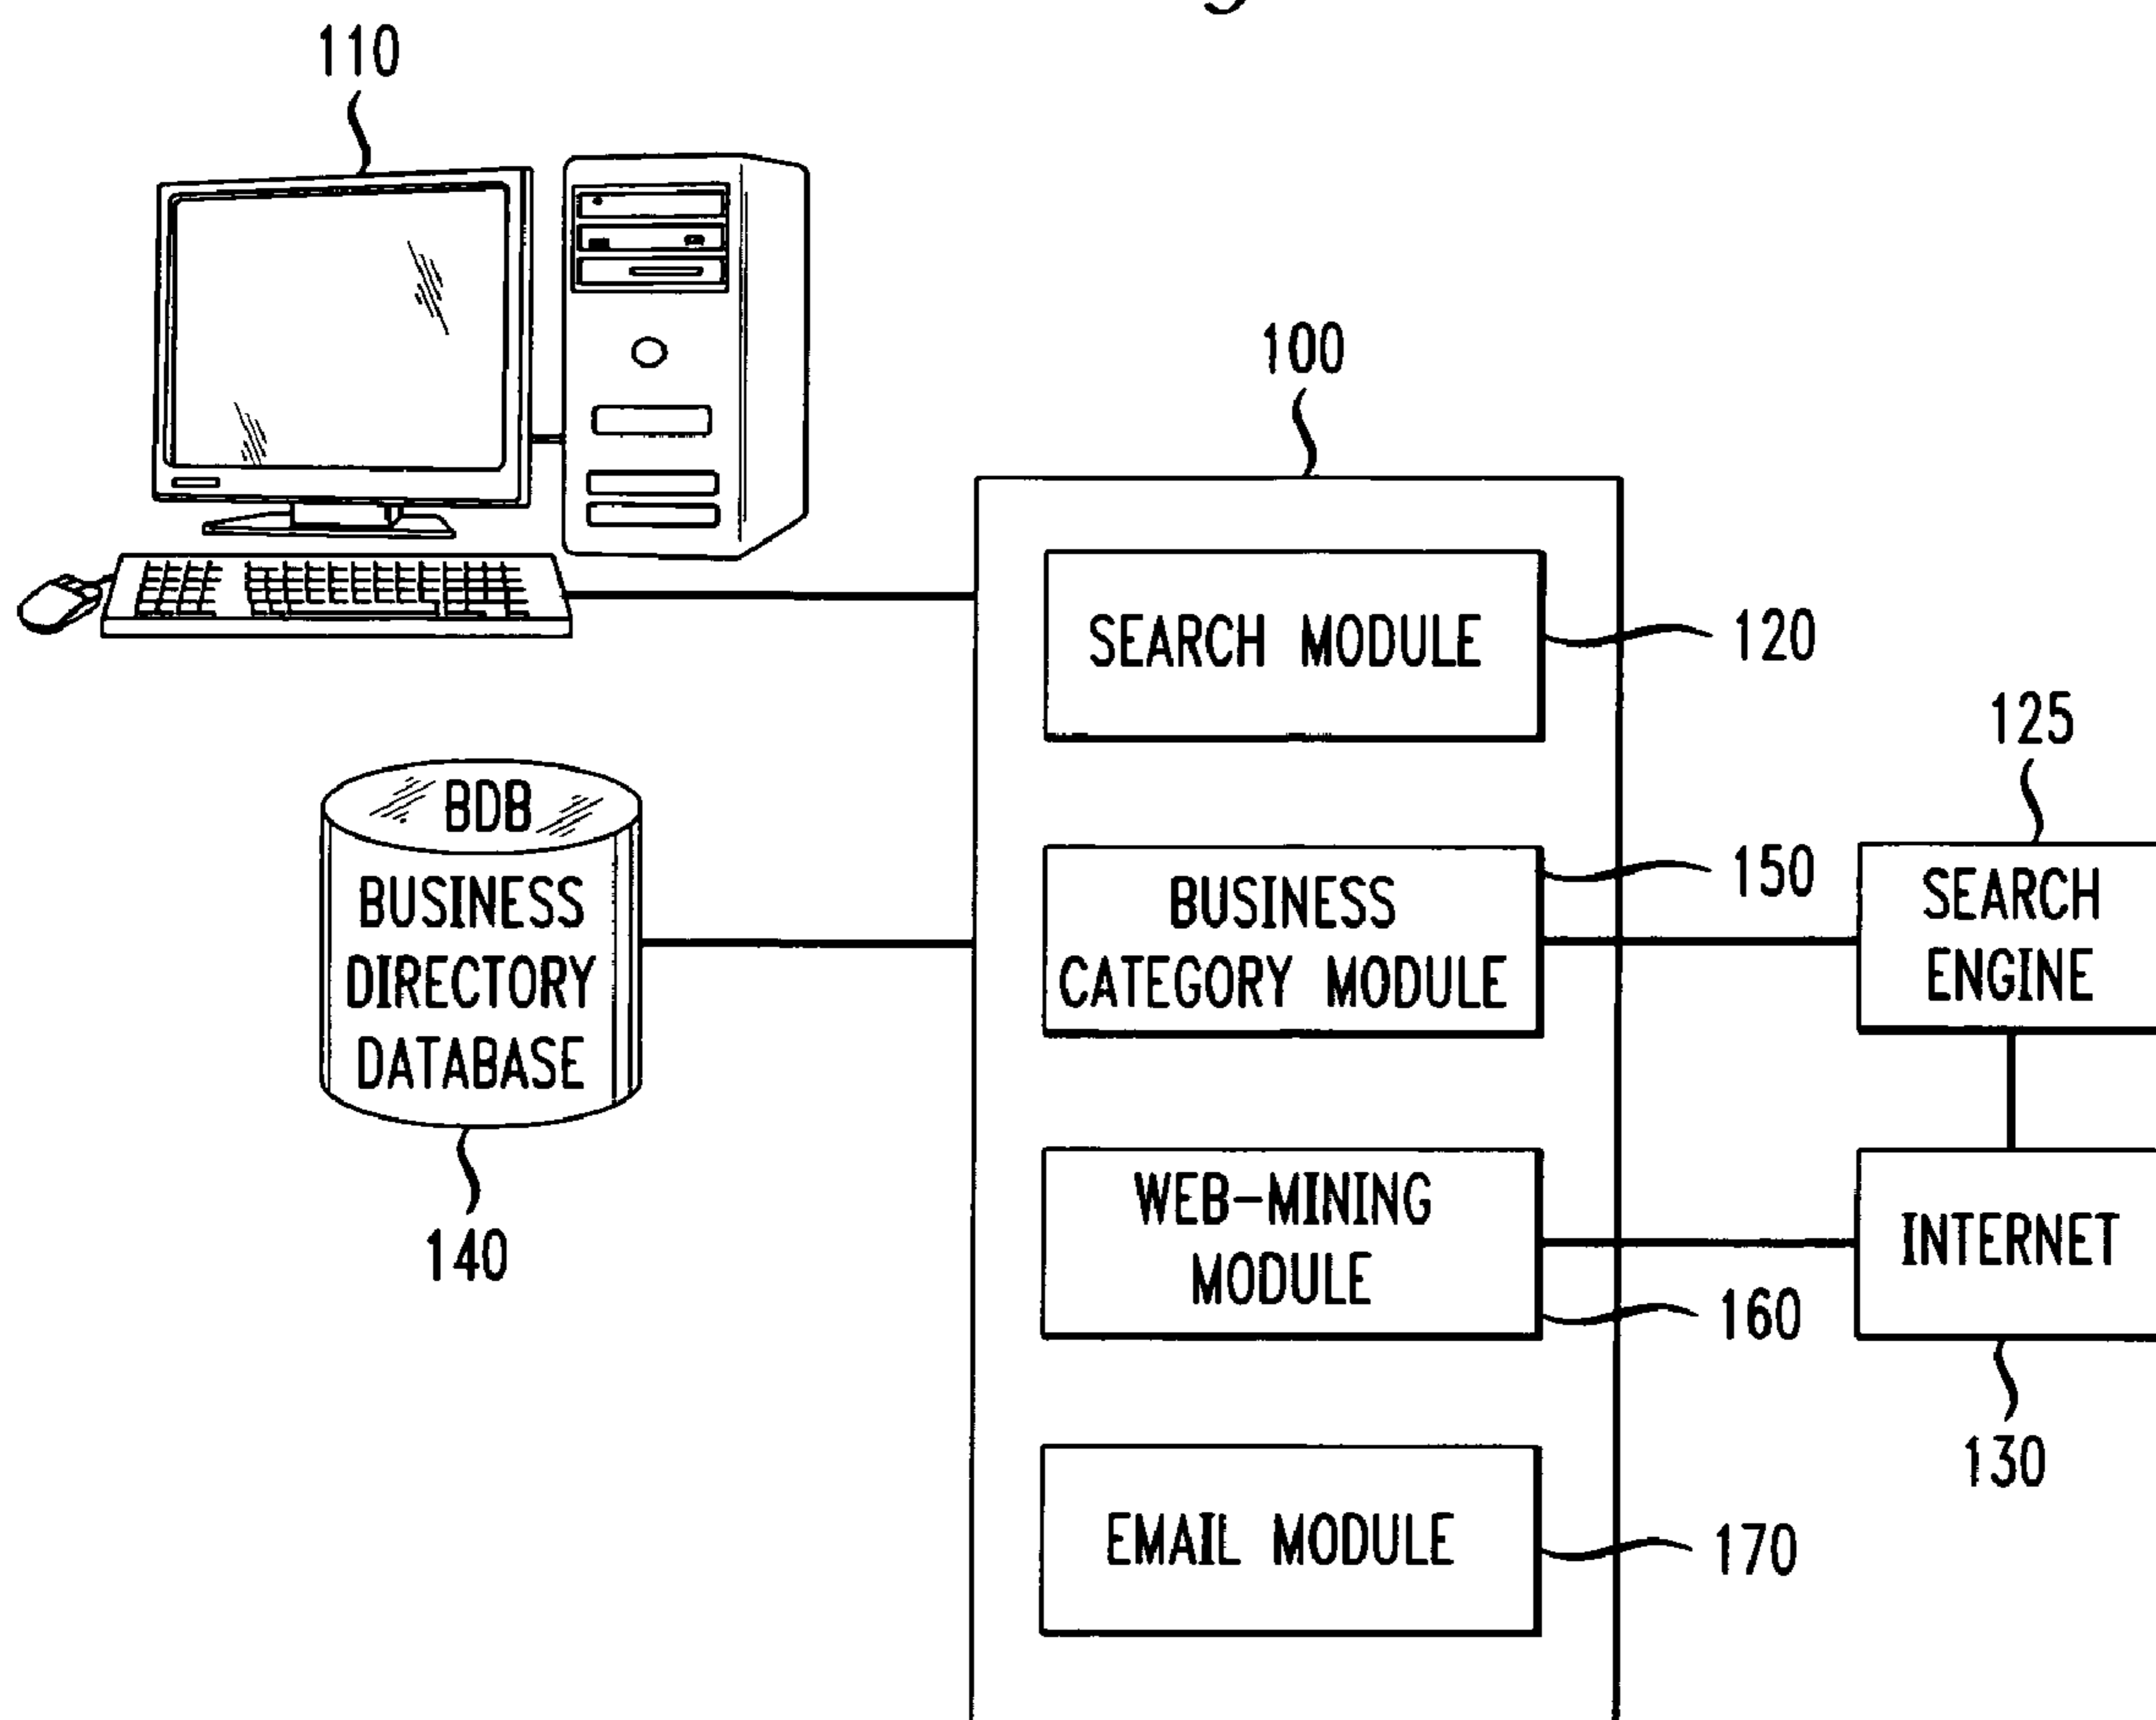 110
100
SEARCH MODULE
120
125
BDB
BUSINESS
DIRECTORY
DATABASE
140
BUSINESS
CATEGORY MODULE
150
SEARCH
ENGINE
WEB-MINING
MODULE
160
INTERNET
130
EMAIL MODULE
170